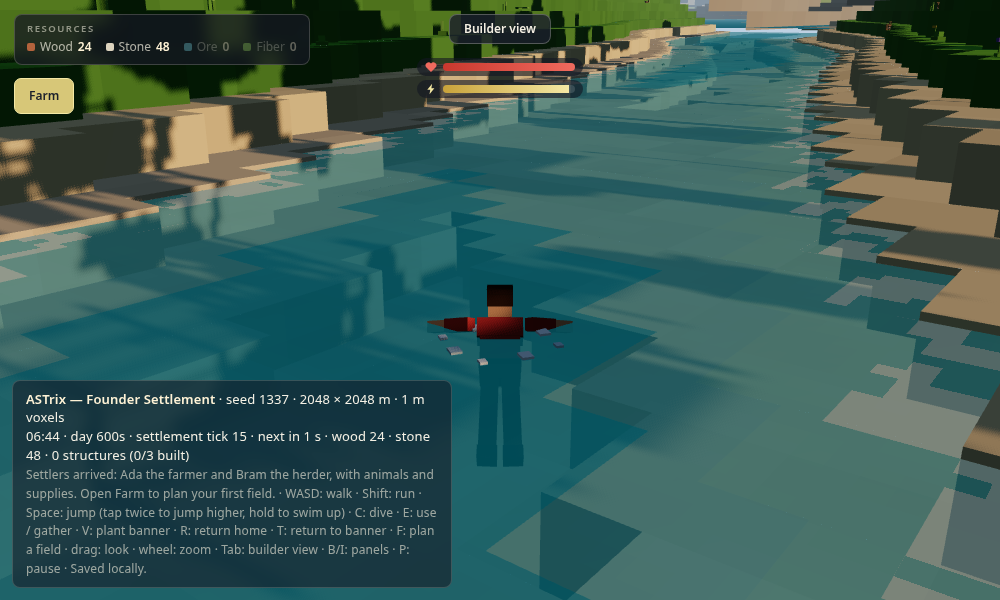 RESOURCES
Wood 24 Stone 48 Ore 0 Fiber 0
Builder view
Farm
ASTrix — Founder Settlement · seed 1337 · 2048 × 2048 m · 1 m
voxels
06:44 · day 600s · settlement tick 15 · next in 1 s · wood 24 · stone
48 · 0 structures (0/3 built)
Settlers arrived: Ada the farmer and Bram the herder, with animals and
supplies. Open Farm to plan your first field. · WASD: walk · Shift: run ·
Space: jump (tap twice to jump higher, hold to swim up) · C: dive · E: use
/ gather · V: plant banner · R: return home · T: return to banner · F: plan
a field · drag: look · wheel: zoom · Tab: builder view · B/I: panels · P:
pause · Saved locally.